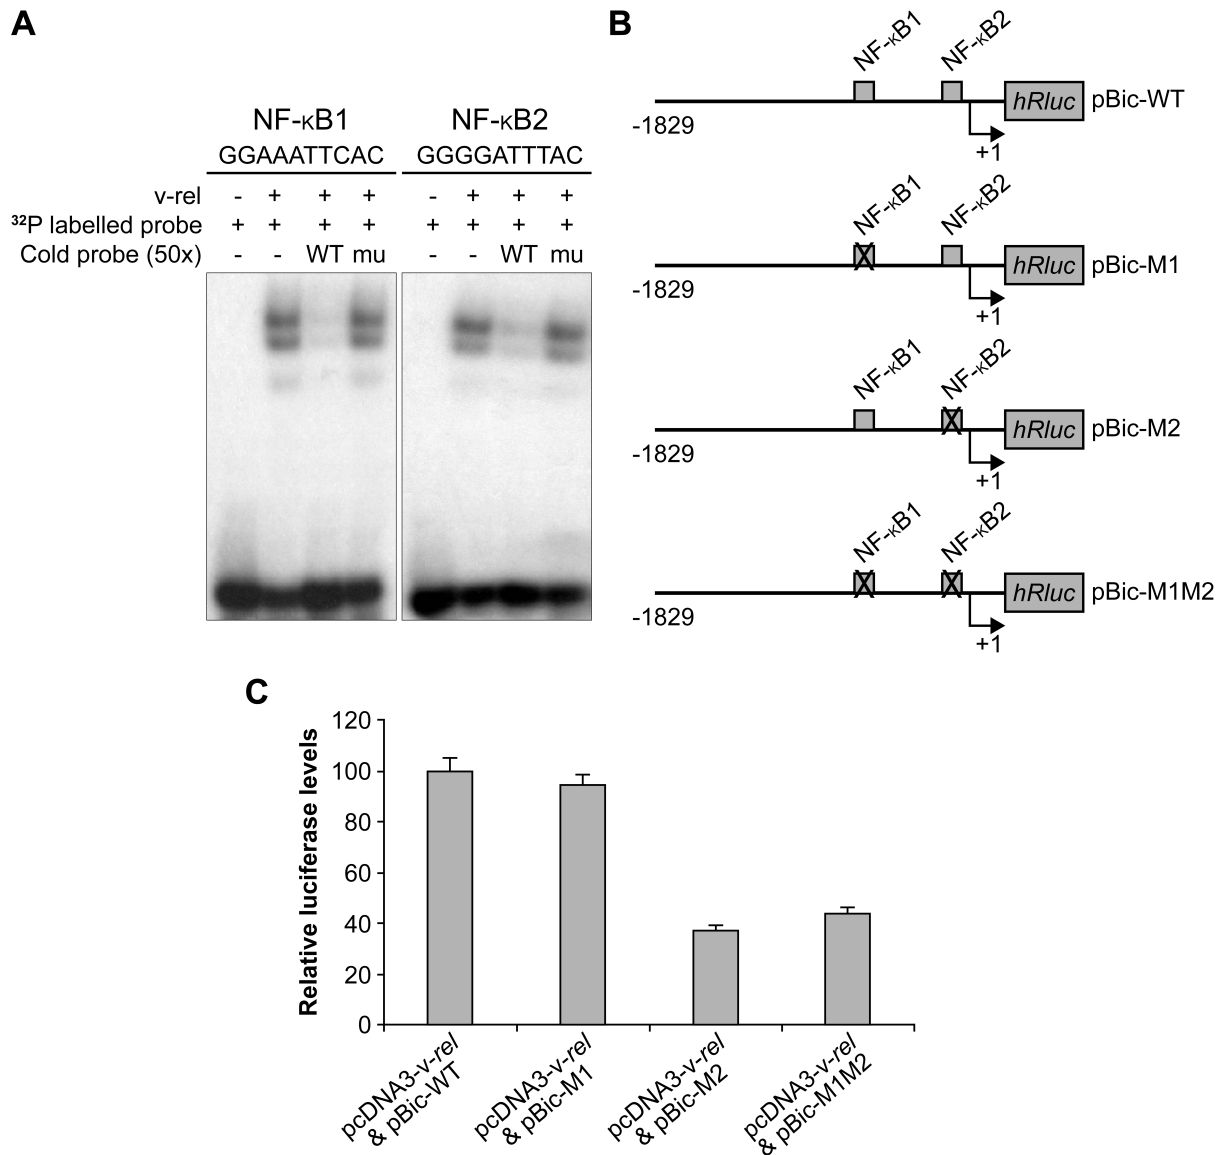 A
NF-κB1 NF-κB2
GGAAATTCAC GGGGATTTAC
v-rel - + + + - + + +
³²P labelled probe + + + + + + + +
Cold probe (50x) - - WT mu - - WT mu
B
NF-κB1 NF-κB2
hRluc pBic-WT
-1829
+1
NF-κB1 NF-κB2
X
hRluc pBic-M1
-1829
+1
NF-κB1 NF-κB2
X
hRluc pBic-M2
-1829
+1
NF-κB1 NF-κB2
X X
hRluc pBic-M1M2
-1829
+1
C
Relative luciferase levels
120
100
80
60
40
20
0
pcDNA3-v-rel
& pBic-WT
pcDNA3-v-rel
& pBic-M1
pcDNA3-v-rel
& pBic-M2
pcDNA3-v-rel
& pBic-M1M2